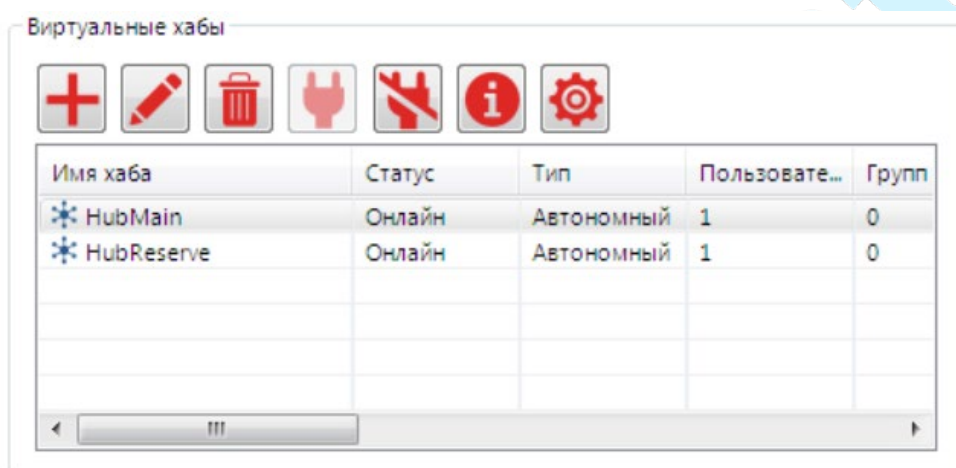 Виртуальные хабы
Имя хаба Статус Тип Пользовате... Групп
HubMain Онлайн Автономный 1 0
HubReserve Онлайн Автономный 1 0